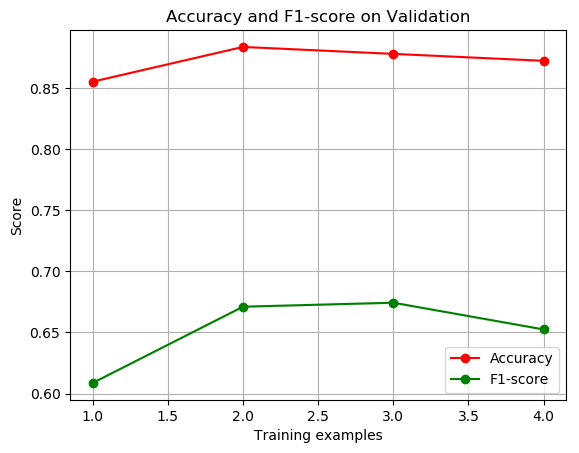 Accuracy and F1-score on Validation
0.85
0.80
0.75
0.70
0.65
0.60
Score
1.0 1.5 2.0 2.5 3.0 3.5 4.0
Training examples
Accuracy
F1-score